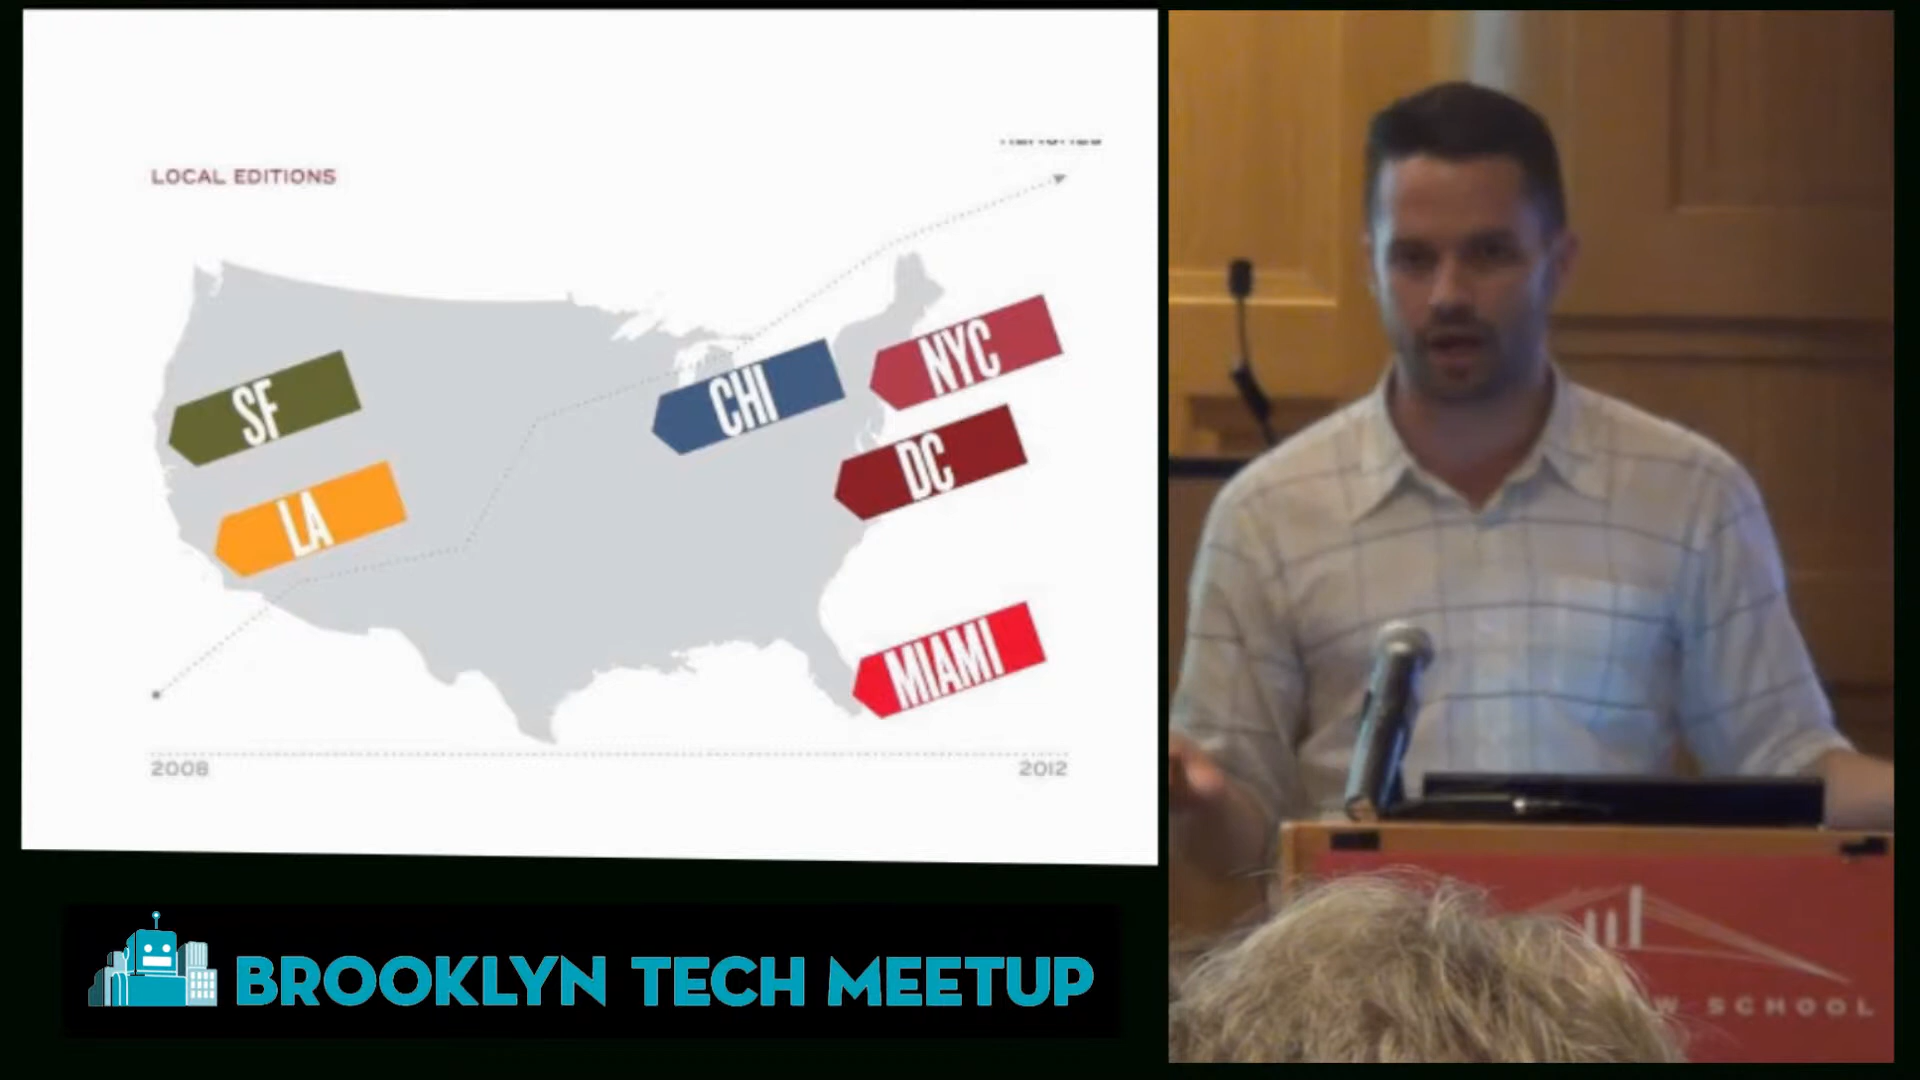 LOCAL EDITIONS
SF
LA
CHI
NYC
DC
MIAMI
2008
2012
BROOKLYN TECH MEETUP
SCHOOL